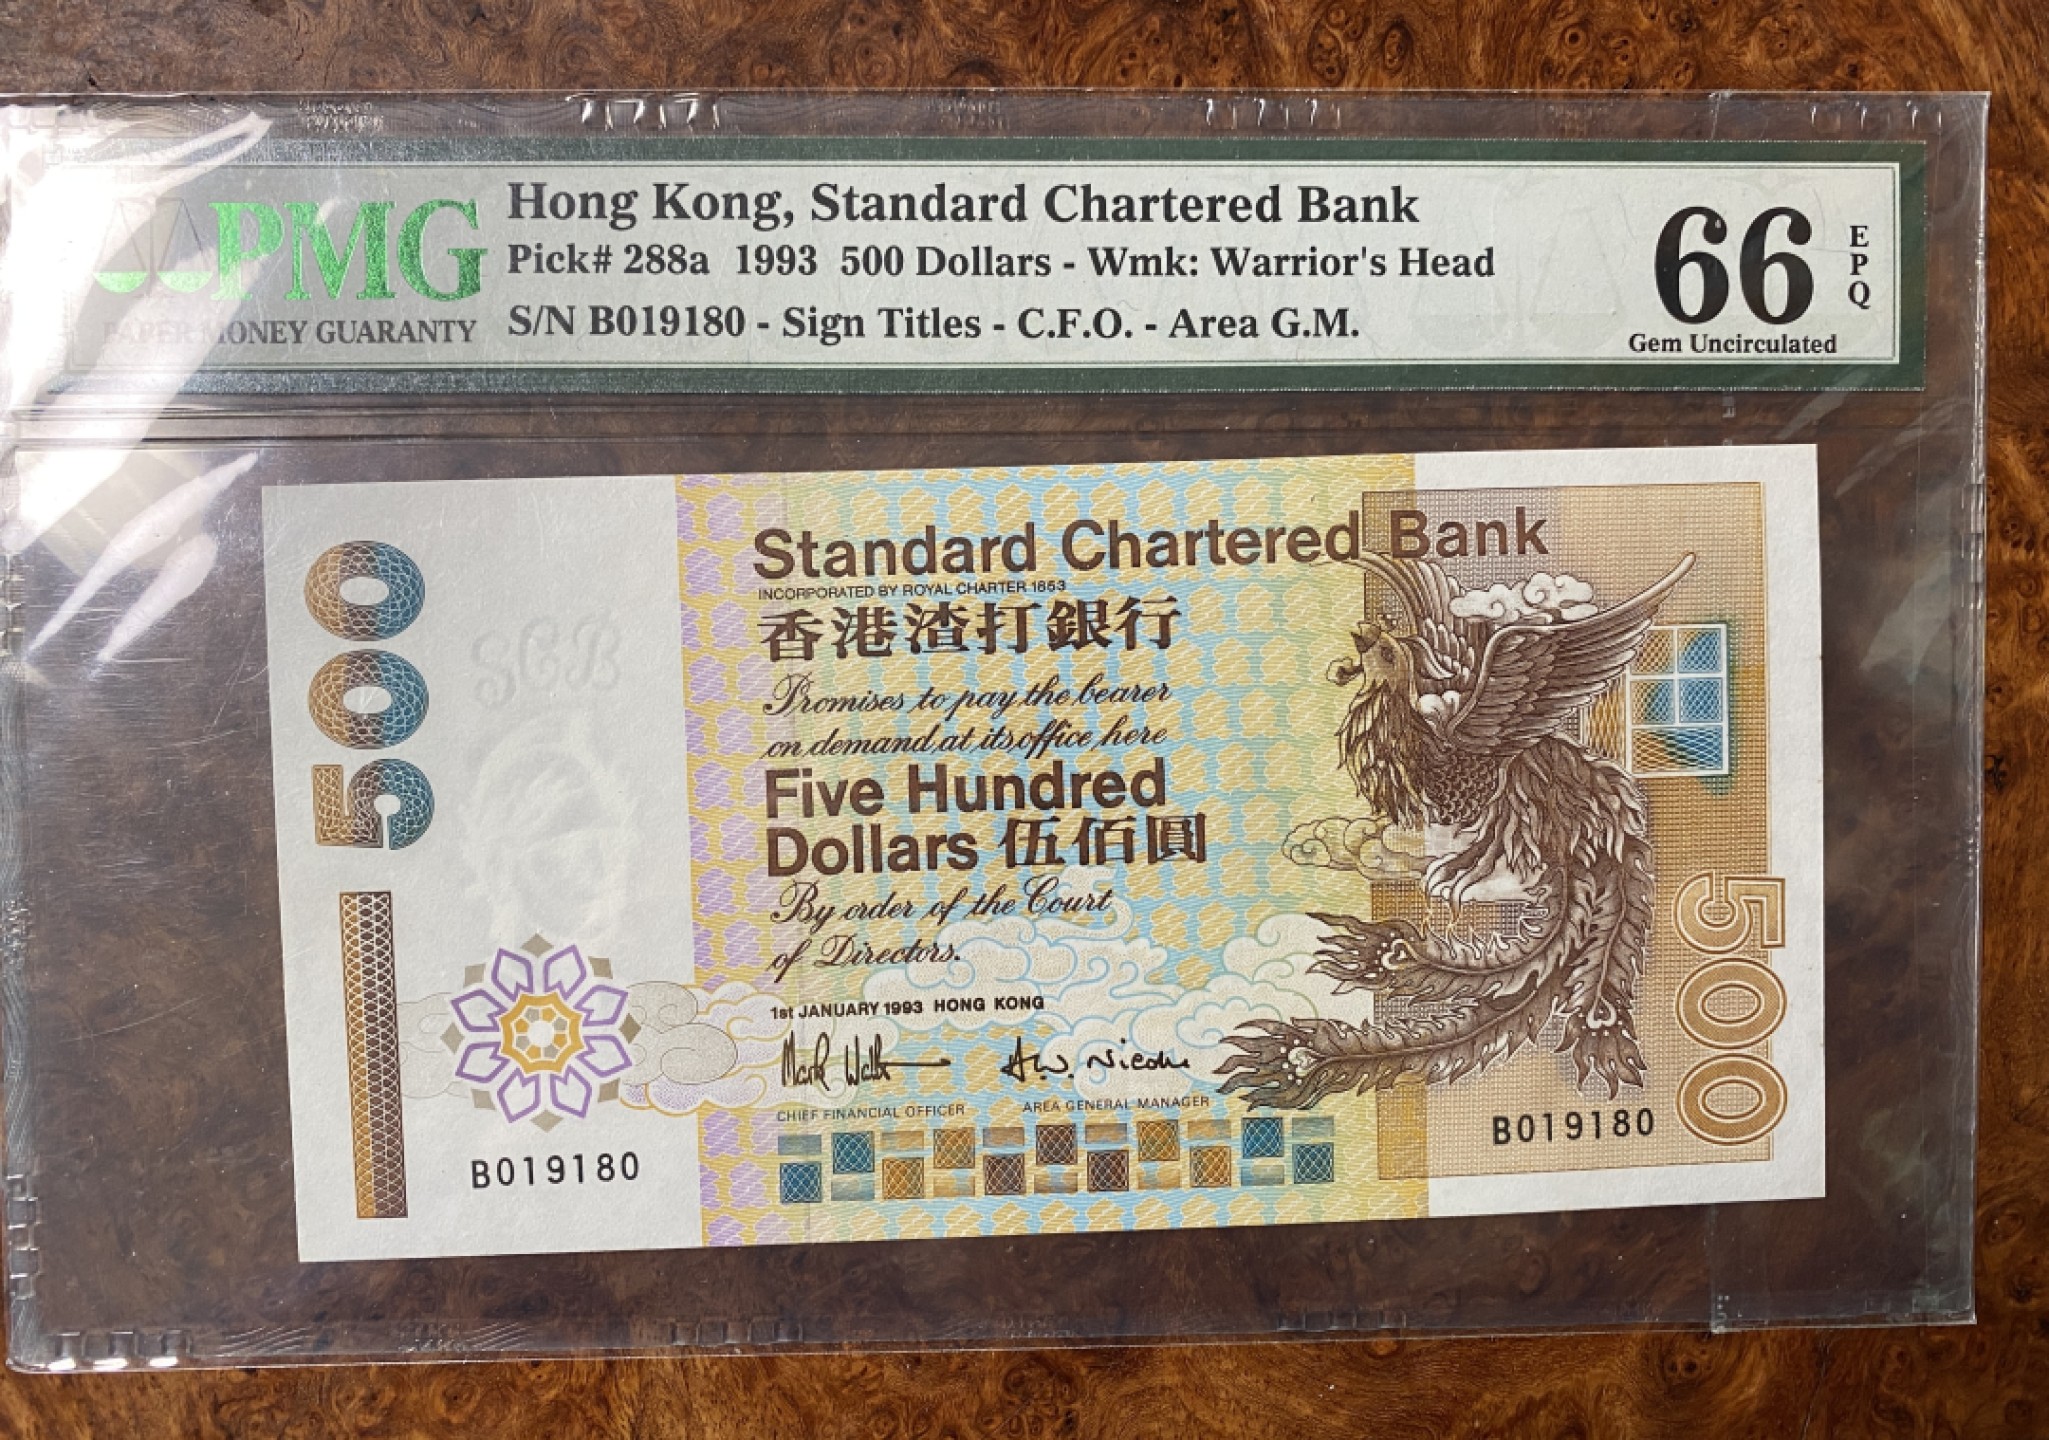 PMG
PAPER MONEY GUARANTY
Hong Kong, Standard Chartered Bank
Pick# 288a 1993 500 Dollars - Wmk: Warrior's Head
S/N B019180 - Sign Titles - C.F.O. - Area G.M.
66
EPQ
Gem Uncirculated
500
SCB
Standard Chartered Bank
INCORPORATED BY ROYAL CHARTER 1853
香港渣打銀行
Promises to pay the bearer
on demand at its office here
Five Hundred
Dollars 伍佰圓
By order of the Court
of Directors.
1st JANUARY 1993 HONG KONG
CHIEF FINANCIAL OFFICER AREA GENERAL MANAGER
B019180
B019180
500